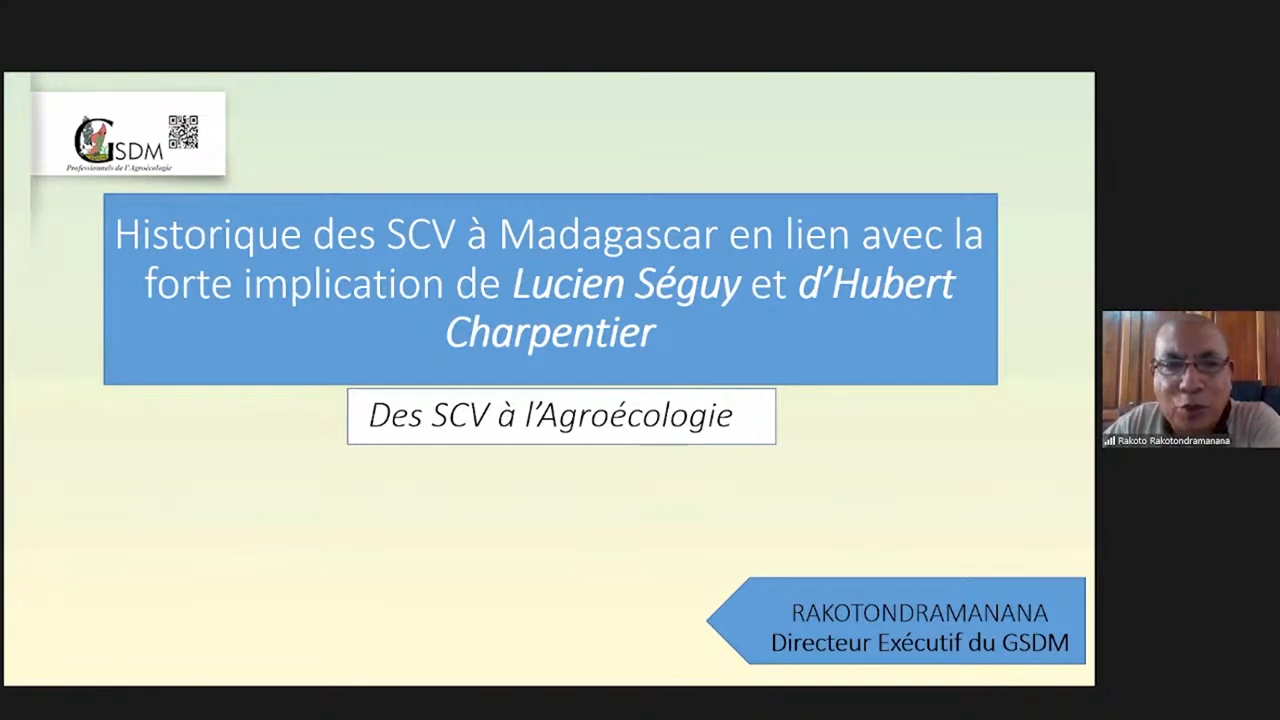 GSDM
Professionnels de l'Agroécologie
Historique des SCV à Madagascar en lien avec la
forte implication de Lucien Séguy et d'Hubert
Charpentier
Des SCV à l'Agroécologie
RAKOTONDRAMANANA
Directeur Exécutif du GSDM
Rakoto Rakotondramanana